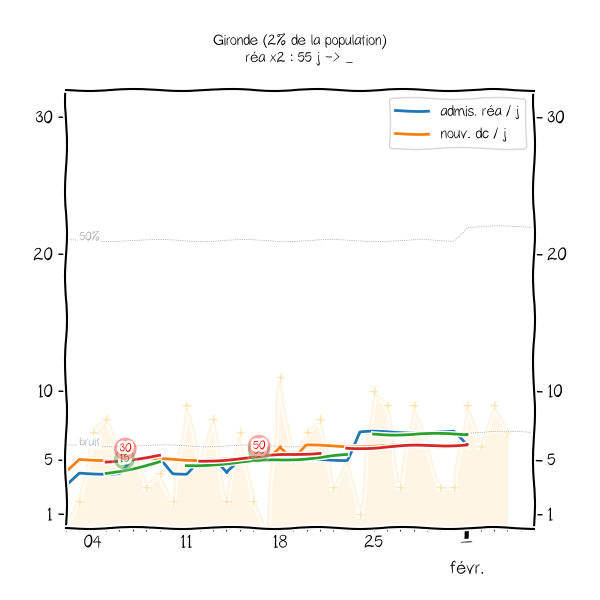 Gironde (2% de la population)
réa x2 : 55 j -> _
admis. réa / j
nouv. dc / j
30
30
50%
20
20
10
10
bruit
30
50
5
5
1
1
04
11
18
25
févr.